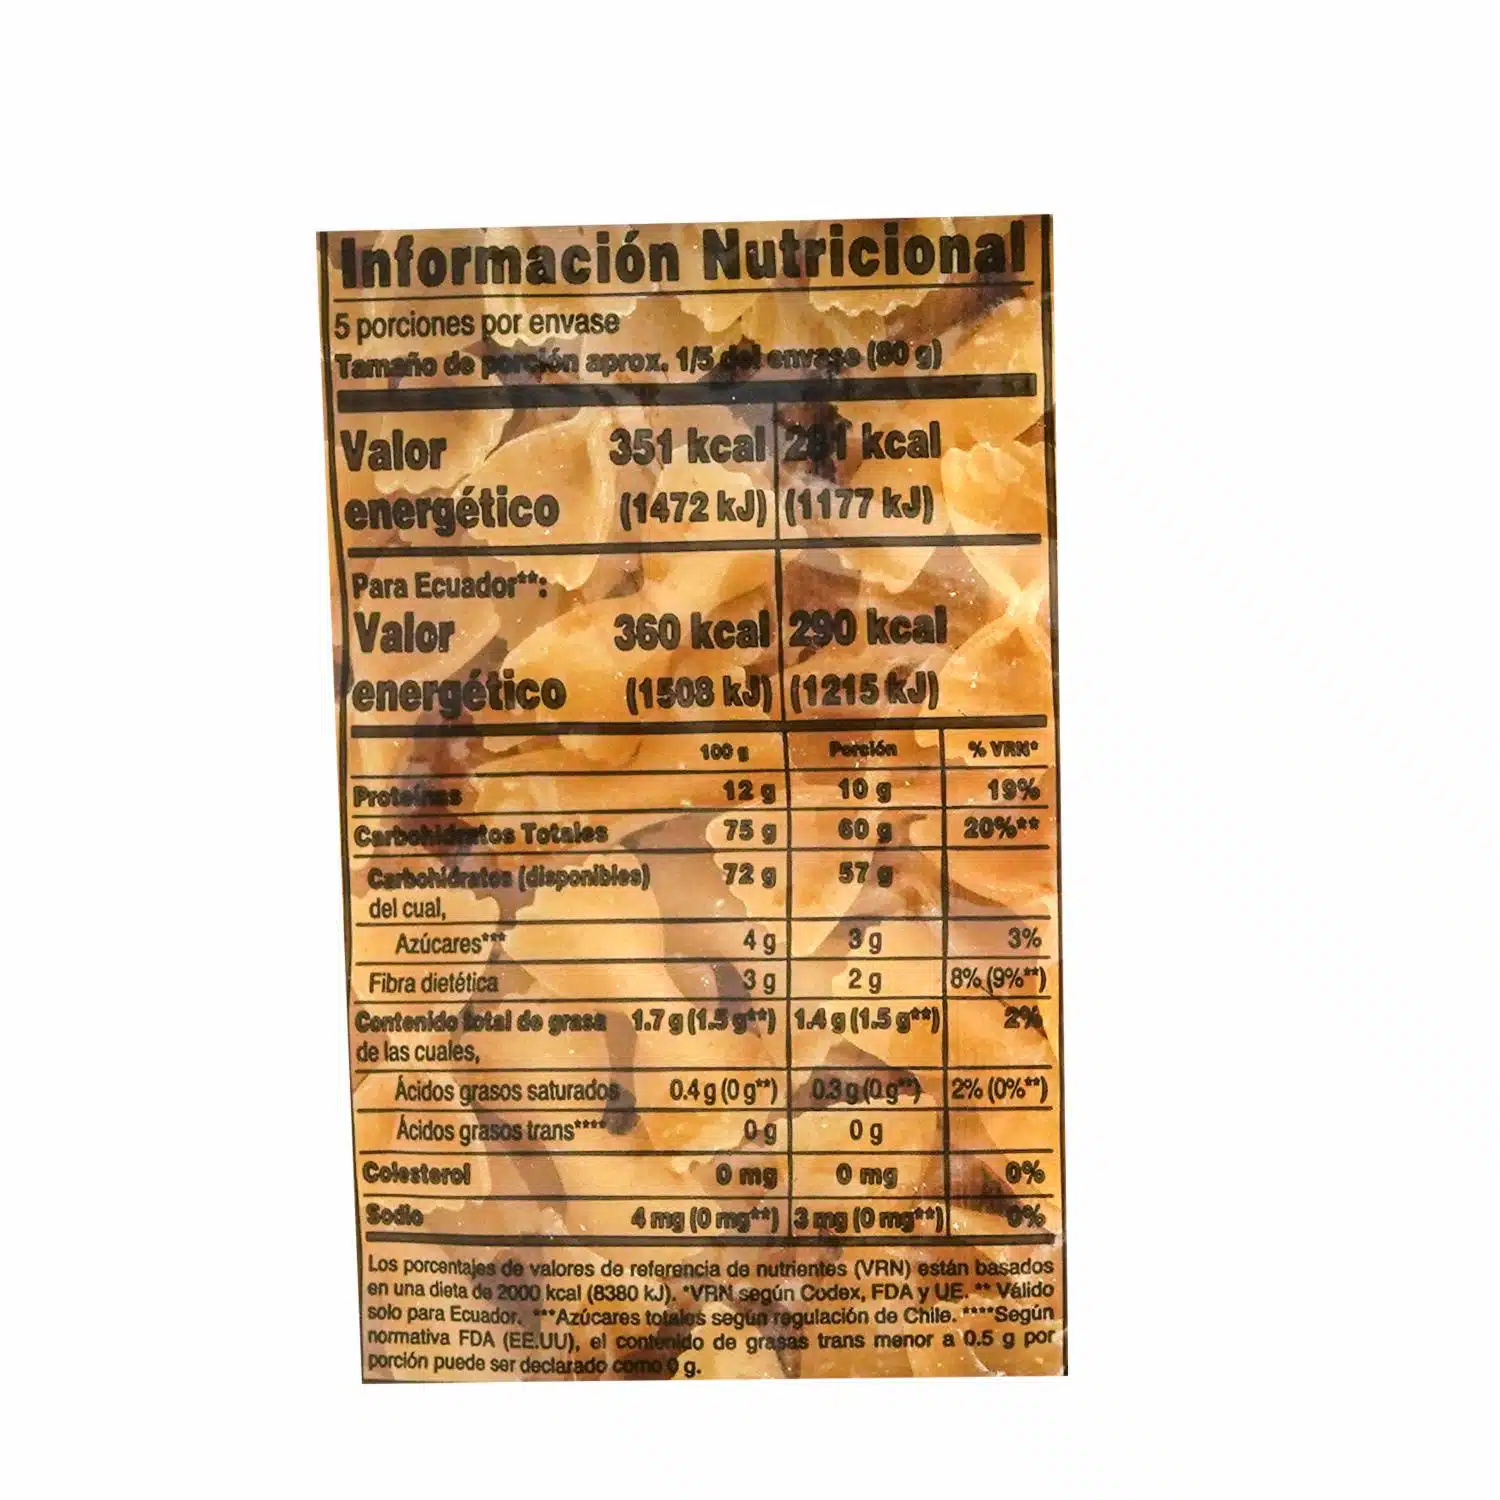 Información Nutricional
5 porciones por envase
Tamaño de porción aprox. 1/5 del envase (80 g)
Valor 351 kcal 281 kcal
energético (1472 kJ) (1177 kJ)
Para Ecuador**:
Valor 360 kcal 290 kcal
energético (1508 kJ) (1215 kJ)
100 g Porción % VRN*
Proteínas 12 g 10 g 19%
Carbohidratos Totales 75 g 60 g 20%**
Carbohidratos (disponibles) 72 g 57 g
del cual,
Azúcares*** 4 g 3 g 3%
Fibra dietética 3 g 2 g 8% (9%**)
Contenido total de grasa 1.7 g (1.5 g**) 1.4 g (1.5 g**) 2%
de las cuales,
Ácidos grasos saturados 0.4 g (0 g**) 0.3 g (0 g**) 2% (0%**)
Ácidos grasos trans**** 0 g 0 g
Colesterol 0 mg 0 mg 0%
Sodio 4 mg (0 mg**) 3 mg (0 mg**) 0%
Los porcentajes de valores de referencia de nutrientes (VRN) están basados
en una dieta de 2000 kcal (8380 kJ). *VRN según Codex, FDA y UE. ** Válido
solo para Ecuador. ***Azúcares totales según regulación de Chile. ****Según
normativa FDA (EE.UU), el contenido de grasas trans menor a 0.5 g por
porción puede ser declarado como 0 g.